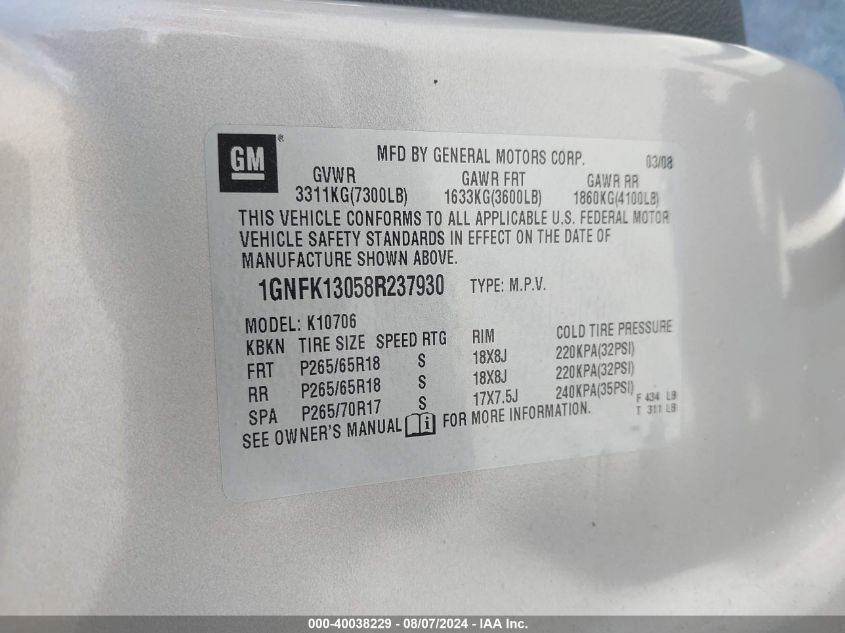 GM ®
MFD BY GENERAL MOTORS CORP. 03/08
GVWR GAWR FRT GAWR RR
3311KG(7300LB) 1633KG(3600LB) 1860KG(4100LB)
THIS VEHICLE CONFORMS TO ALL APPLICABLE U.S. FEDERAL MOTOR
VEHICLE SAFETY STANDARDS IN EFFECT ON THE DATE OF
MANUFACTURE SHOWN ABOVE.
1GNFK13058R237930 TYPE: M.P.V.
MODEL: K10706
KBKN TIRE SIZE SPEED RTG RIM COLD TIRE PRESSURE
FRT P265/65R18 S 18X8J 220KPA(32PSI)
RR P265/65R18 S 18X8J 220KPA(32PSI)
SPA P265/70R17 S 17X7.5J 240KPA(35PSI) F 434 LB
T 311 LB
SEE OWNER'S MANUAL i FOR MORE INFORMATION.
000-40038229 - 08/07/2024 - IAA Inc.